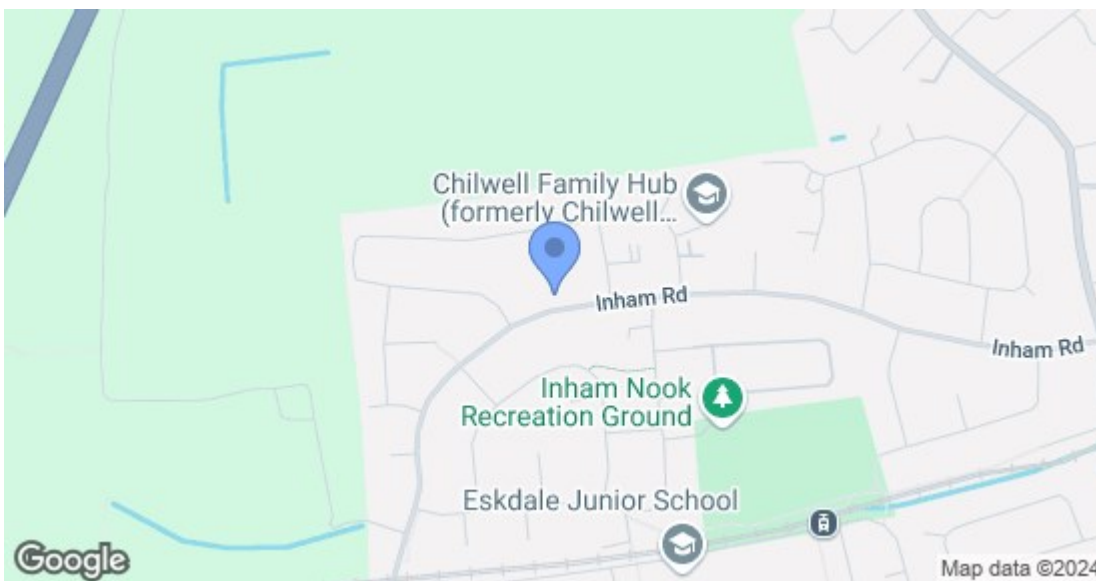 Chilwell Family Hub
(formerly Chilwell...
Inham Rd
Inham Rd
Inham Nook
Recreation Ground
Eskdale Junior School
Google
Map data ©2024